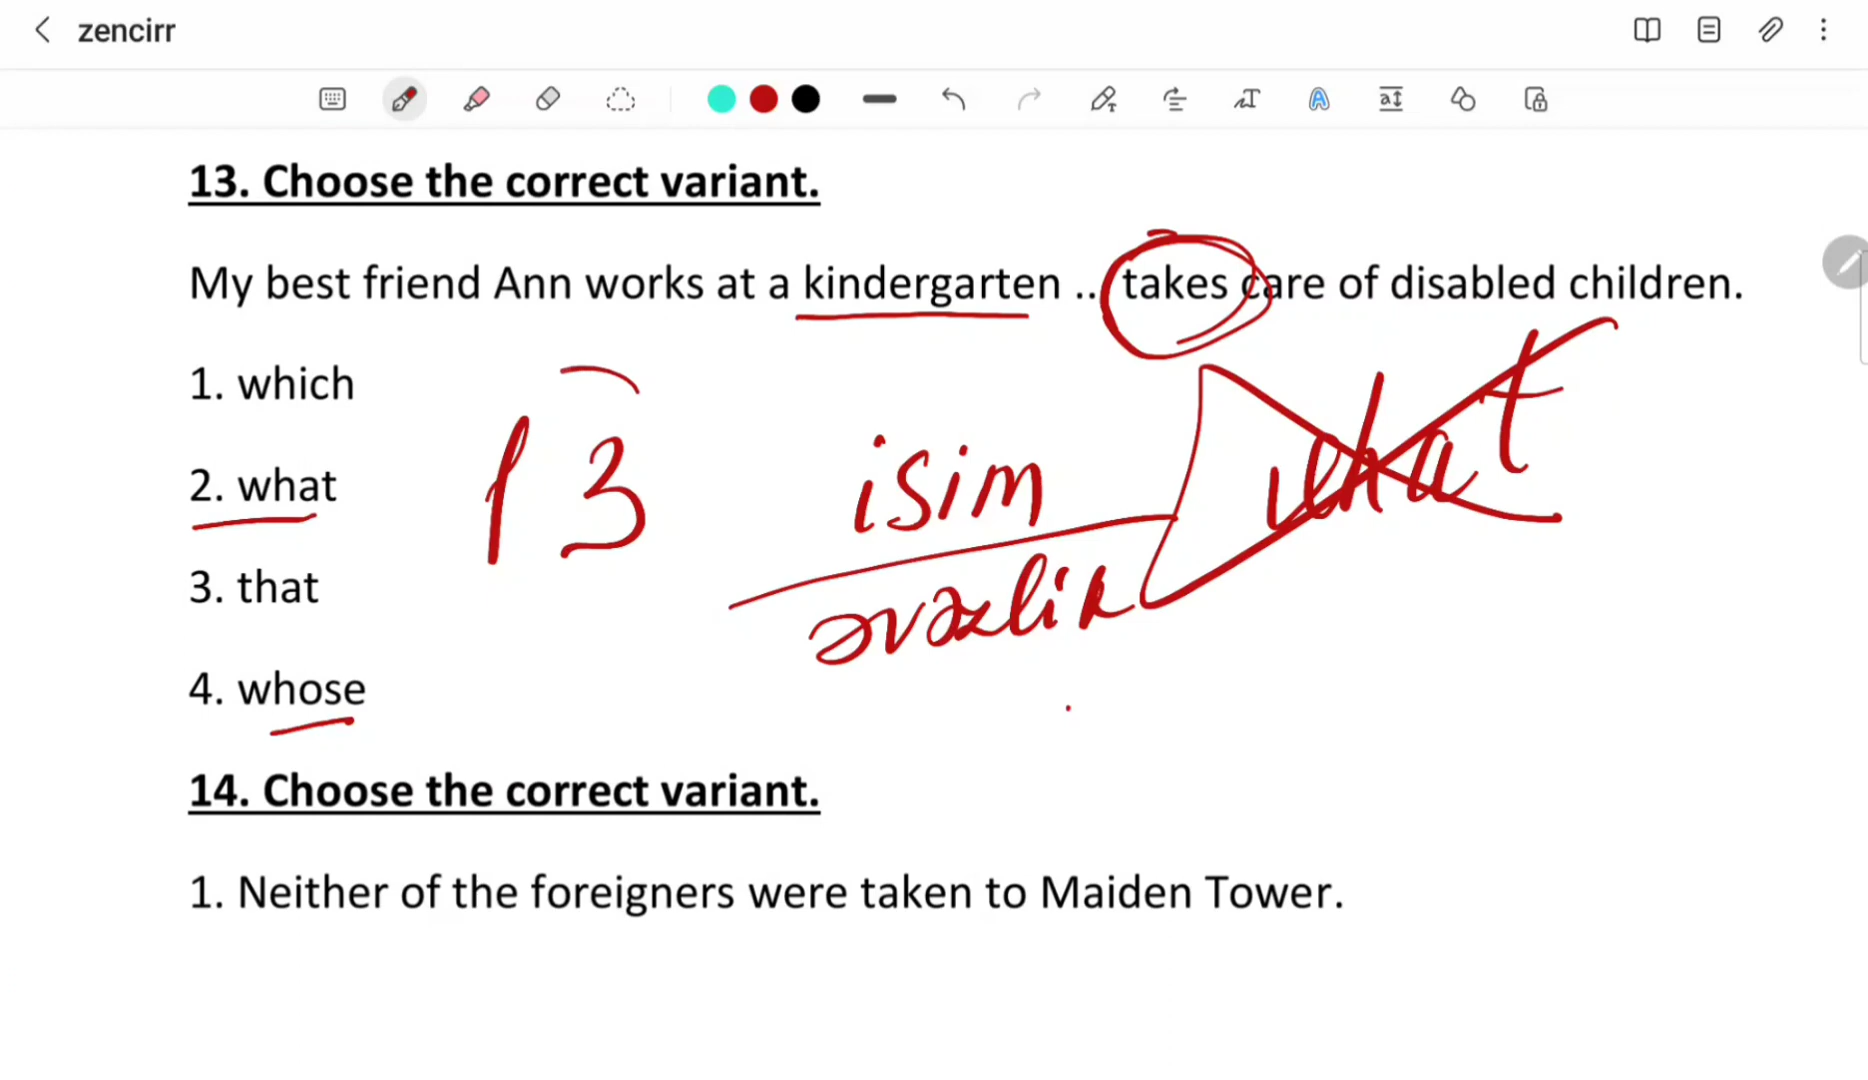 zencirr
13. Choose the correct variant.
My best friend Ann works at a kindergarten .. takes care of disabled children.
1. which
2. what
3. that
4. whose
13
isim
what
əvəzlik
14. Choose the correct variant.
1. Neither of the foreigners were taken to Maiden Tower.